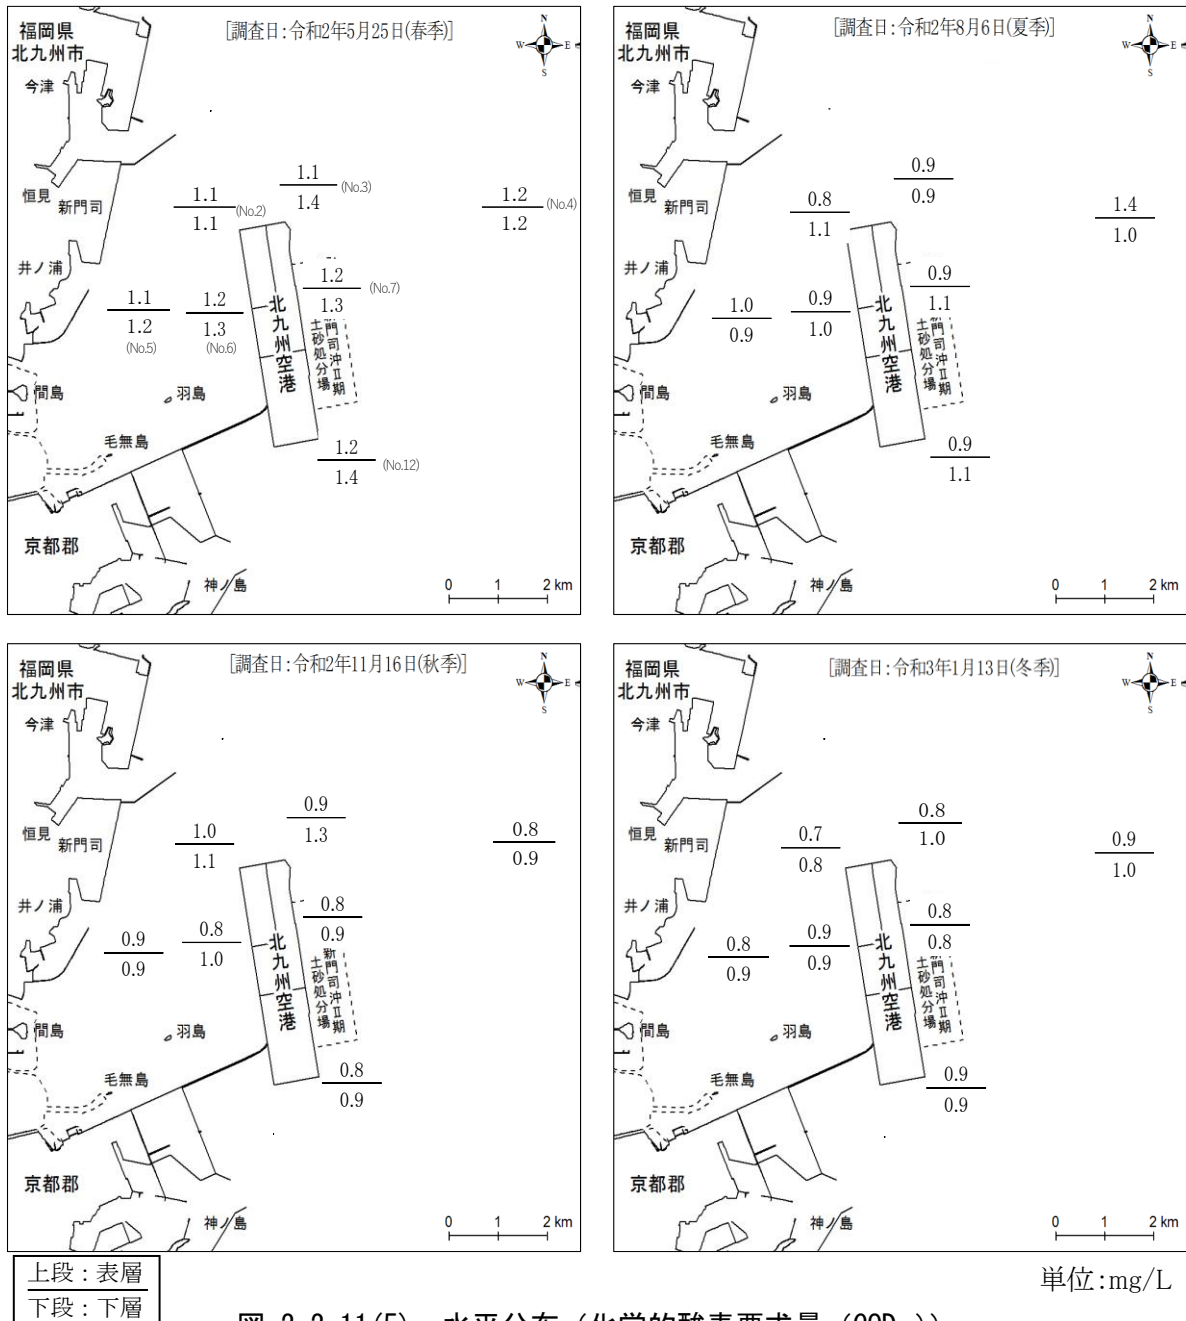 福岡県
北九州市
[調査日:令和2年5月25日(春季)]
N
W E
S
今津
恒見
新門司
1.1
1.1
(No.2)
1.1
1.4
(No.3)
1.2
1.2
(No.4)
井ノ浦
1.1
1.2
(No.5)
1.2
1.3
(No.6)
1.2
1.3
(No.7)
北九州空港
新門司沖Ⅱ期
土砂処分場
間島
羽島
毛無島
1.2
1.4
(No.12)
京都郡
神ノ島
0 1 2 km
福岡県
北九州市
[調査日:令和2年8月6日(夏季)]
N
W E
S
今津
恒見
新門司
0.8
1.1
0.9
0.9
1.4
1.0
井ノ浦
1.0
0.9
0.9
1.0
0.9
1.1
北九州空港
門司沖Ⅱ期
土砂処分場
間島
羽島
毛無島
0.9
1.1
京都郡
神ノ島
0 1 2 km
福岡県
北九州市
[調査日:令和2年11月16日(秋季)]
N
W E
S
今津
恒見
新門司
1.0
1.1
0.9
1.3
0.8
0.9
井ノ浦
0.9
0.9
0.8
1.0
0.8
0.9
北九州空港
新門司沖Ⅱ期
土砂処分場
間島
羽島
毛無島
0.8
0.9
京都郡
神ノ島
0 1 2 km
福岡県
北九州市
[調査日:令和3年1月13日(冬季)]
N
W E
S
今津
恒見
新門司
0.7
0.8
0.8
1.0
0.9
1.0
井ノ浦
0.8
0.9
0.9
0.9
0.8
0.8
北九州空港
門司沖Ⅱ期
土砂処分場
間島
羽島
毛無島
0.9
0.9
京都郡
神ノ島
0 1 2 km
上段:表層
下段:下層
単位:mg/L